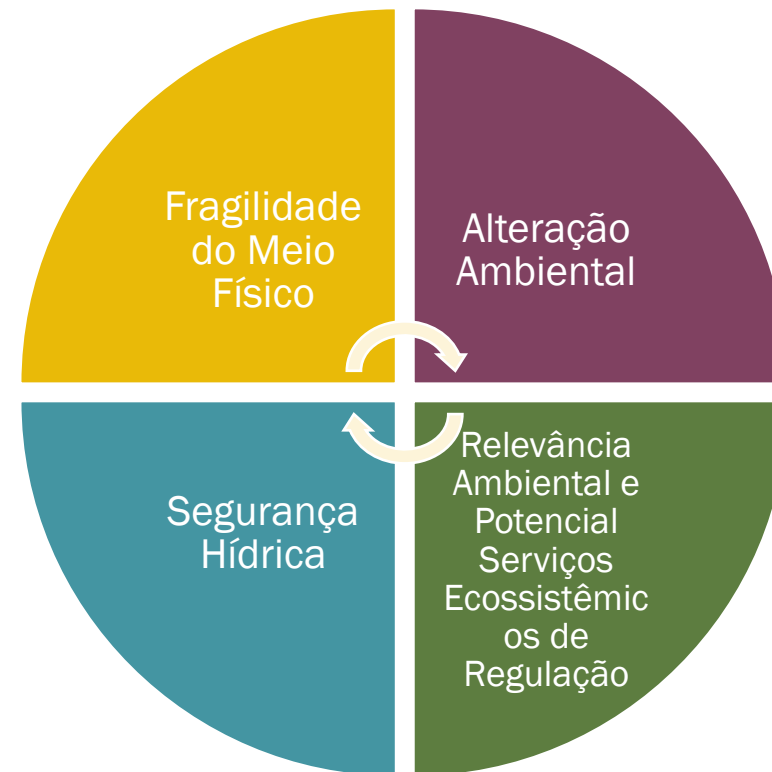 Fragilidade
do Meio
Físico
Alteração
Ambiental
Segurança
Hídrica
Relevância
Ambiental e
Potencial
Serviços
Ecossistêmic
os de
Regulação